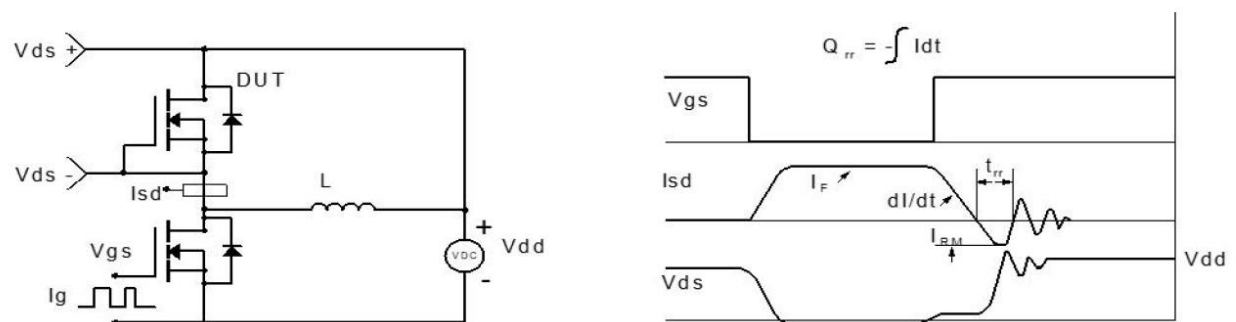 Vds +
DUT
Vds -
Isd
L
Vgs
Ig
+
VDC
-
Vdd
Q rr = -∫ Idt
Vgs
Isd
I F
dI/dt
t rr
I RM
Vds
Vdd